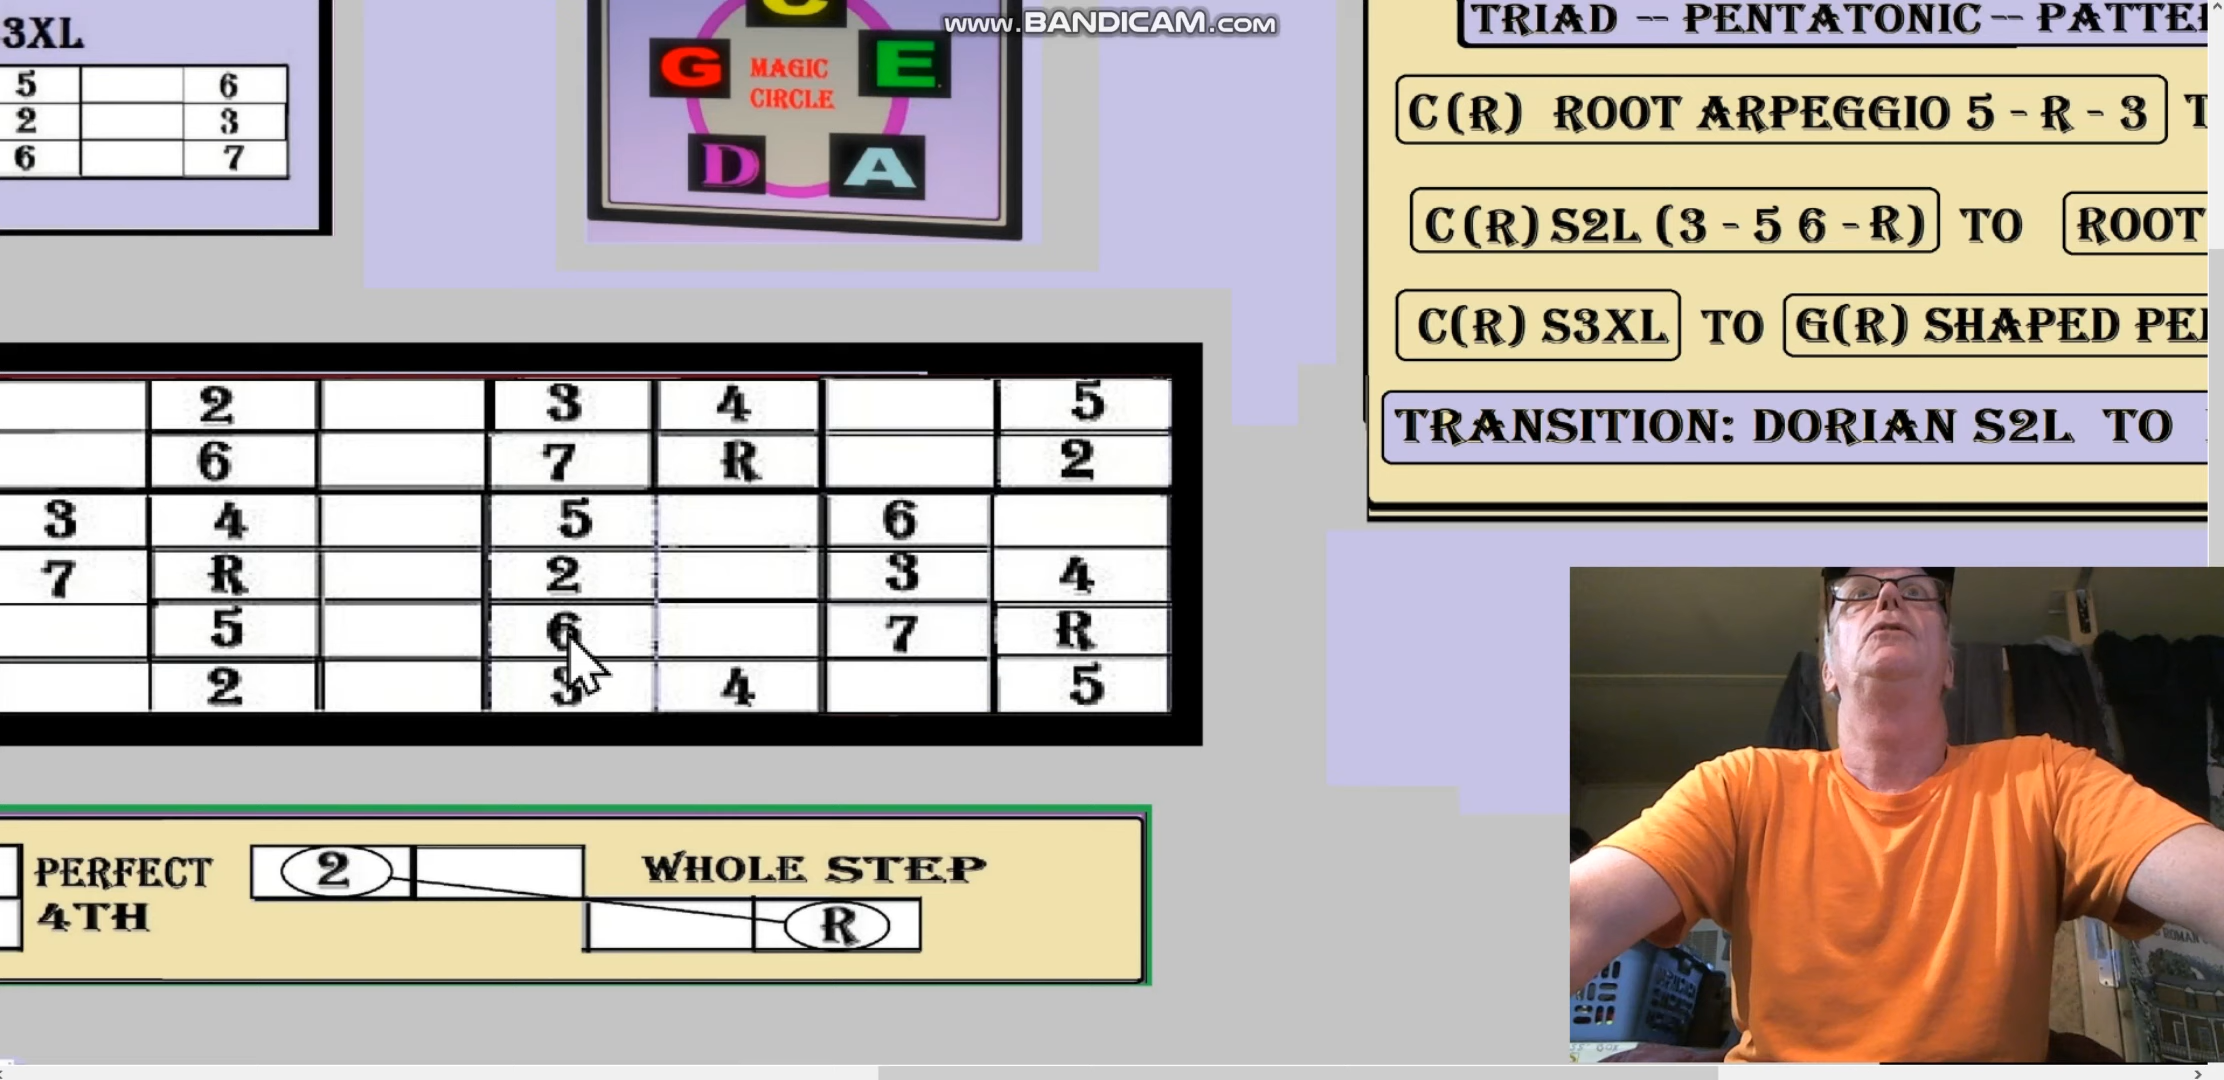 www.BANDICAM.com
3XL
5 6
2 3
6 7
C
G E
MAGIC
CIRCLE
D A
TRIAD -- PENTATONIC -- PATTE
C(R) ROOT ARPEGGIO 5 - R - 3 T
C(R) S2L (3 - 5 6 - R) TO ROOT
C(R) S3XL TO G(R) SHAPED PE
TRANSITION: DORIAN S2L TO
2 3 4 5
6 7 R 2
3 4 5 6
7 R 2 3 4
5 6 7 R
2 3 4 5
PERFECT
4TH
2 WHOLE STEP
R